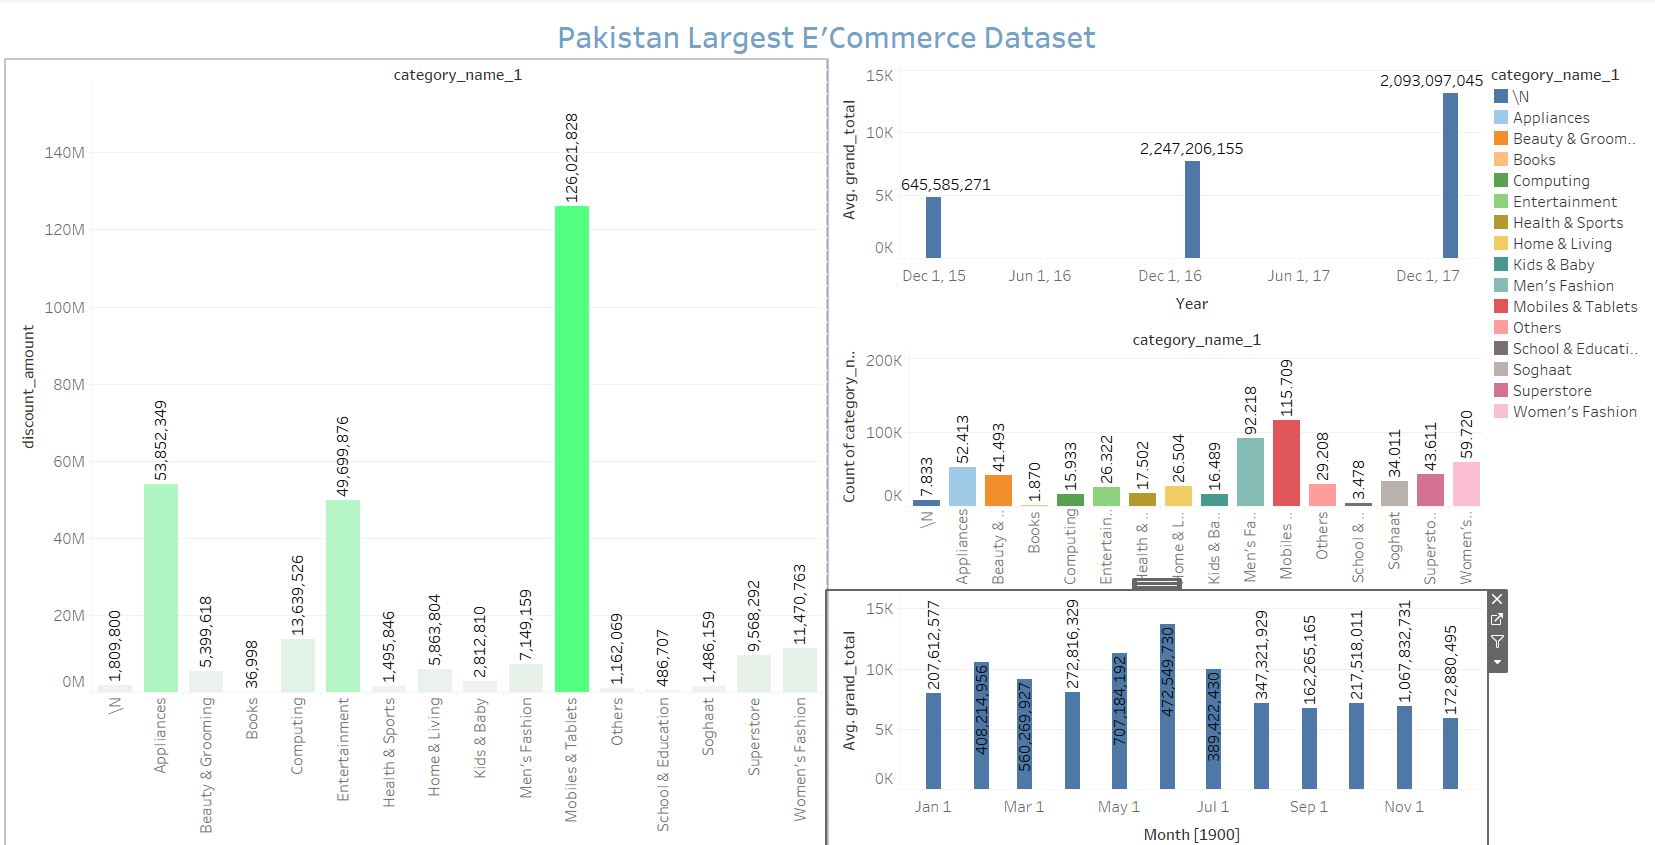 Pakistan Largest E'Commerce Dataset
category_name_1
discount_amount
140M
120M
100M
80M
60M
40M
20M
0M
1,809,800
53,852,349
5,399,618
36,998
13,639,526
49,699,876
1,495,846
5,863,804
2,812,810
7,149,159
126,021,828
1,162,069
486,707
1,486,159
9,568,292
11,470,763
\N
Appliances
Beauty & Grooming
Books
Computing
Entertainment
Health & Sports
Home & Living
Kids & Baby
Men's Fashion
Mobiles & Tablets
Others
School & Education
Soghaat
Superstore
Women's Fashion
Avg. grand_total
15K
10K
5K
0K
645,585,271
2,247,206,155
2,093,097,045
Dec 1, 15
Jun 1, 16
Dec 1, 16
Jun 1, 17
Dec 1, 17
Year
category_name_1
Count of category_n..
200K
100K
0K
7.833
52.413
41.493
1.870
15.933
26.322
17.502
26.504
16.489
92.218
115.709
29.208
3.478
34.011
43.611
59.720
\N
Appliances
Beauty & ..
Books
Computing
Entertain..
Health & ..
Home & L..
Kids & Ba..
Men's Fa..
Mobiles ..
Others
School & ..
Soghaat
Supersto..
Women's..
Avg. grand_total
15K
10K
5K
0K
207,612,577
408,214,956
560,269,927
272,816,329
707,184,192
472,549,730
389,422,430
347,321,929
162,265,165
217,518,011
1,067,832,731
172,880,495
Jan 1
Mar 1
May 1
Jul 1
Sep 1
Nov 1
Month [1900]
category_name_1
\N
Appliances
Beauty & Groom..
Books
Computing
Entertainment
Health & Sports
Home & Living
Kids & Baby
Men's Fashion
Mobiles & Tablets
Others
School & Educati..
Soghaat
Superstore
Women's Fashion